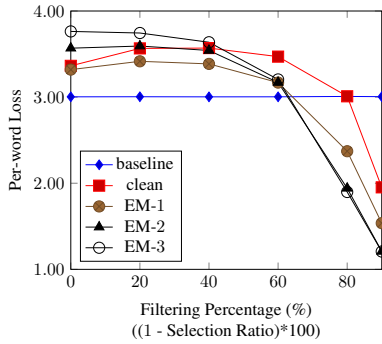 4.00
3.00
2.00
1.00
Per-word Loss
baseline
clean
EM-1
EM-2
EM-3
0 20 40 60 80
Filtering Percentage (%)
((1 - Selection Ratio)*100)